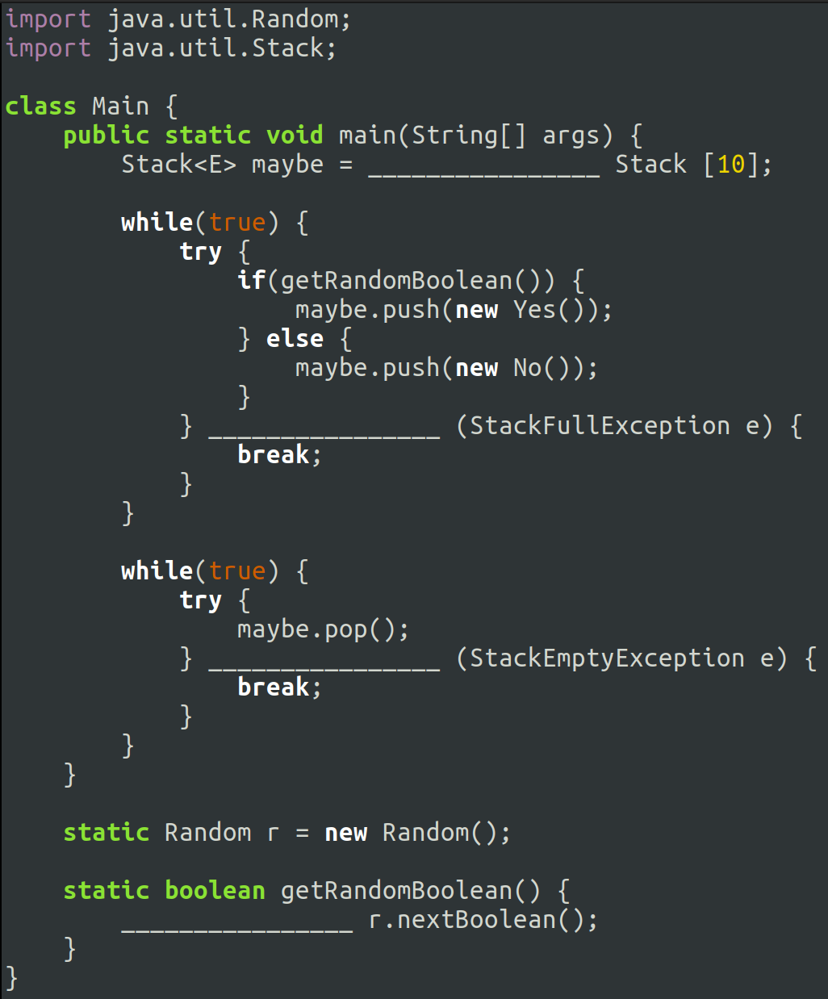 import java.util.Random;
import java.util.Stack;

class Main {
    public static void main(String[] args) {
        Stack<E> maybe = ________________ Stack [10];

        while(true) {
            try {
                if(getRandomBoolean()) {
                    maybe.push(new Yes());
                } else {
                    maybe.push(new No());
                }
            } ________________ (StackFullException e) {
                break;
            }
        }

        while(true) {
            try {
                maybe.pop();
            } ________________ (StackEmptyException e) {
                break;
            }
        }
    }

    static Random r = new Random();

    static boolean getRandomBoolean() {
        ________________ r.nextBoolean();
    }
}